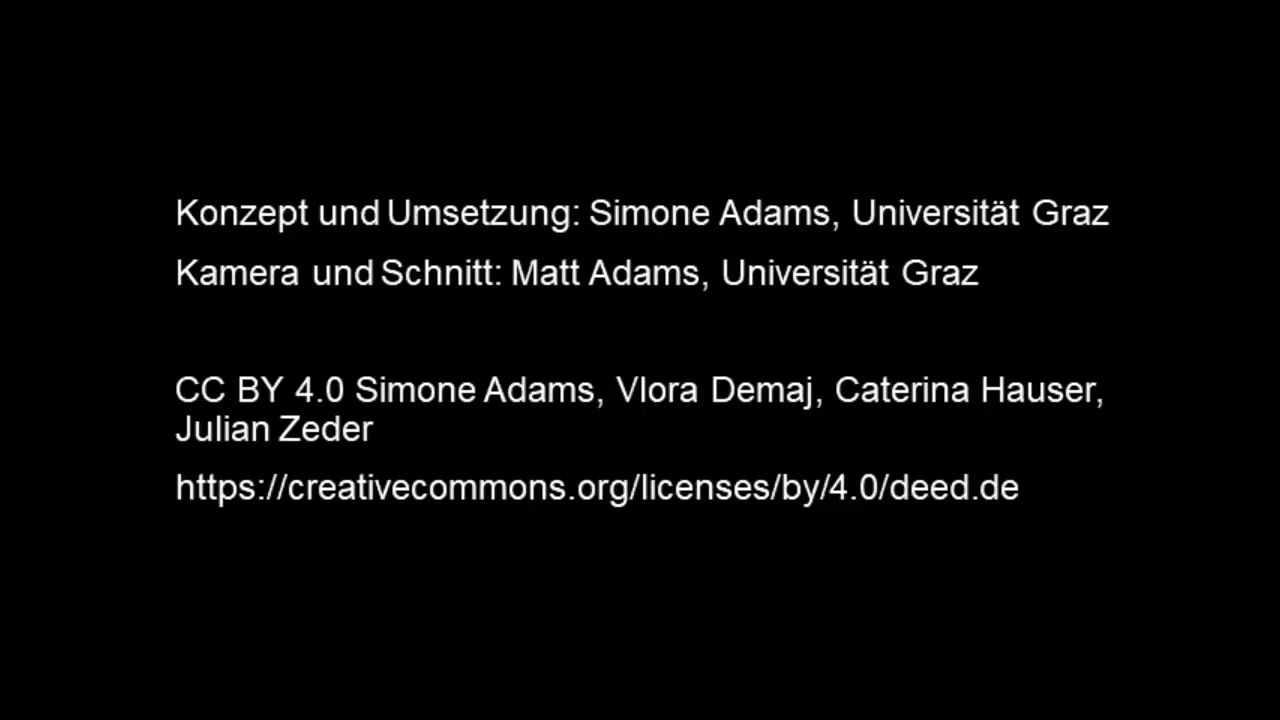 Konzept und Umsetzung: Simone Adams, Universität Graz
Kamera und Schnitt: Matt Adams, Universität Graz
CC BY 4.0 Simone Adams, Vlora Demaj, Caterina Hauser,
Julian Zeder
https://creativecommons.org/licenses/by/4.0/deed.de